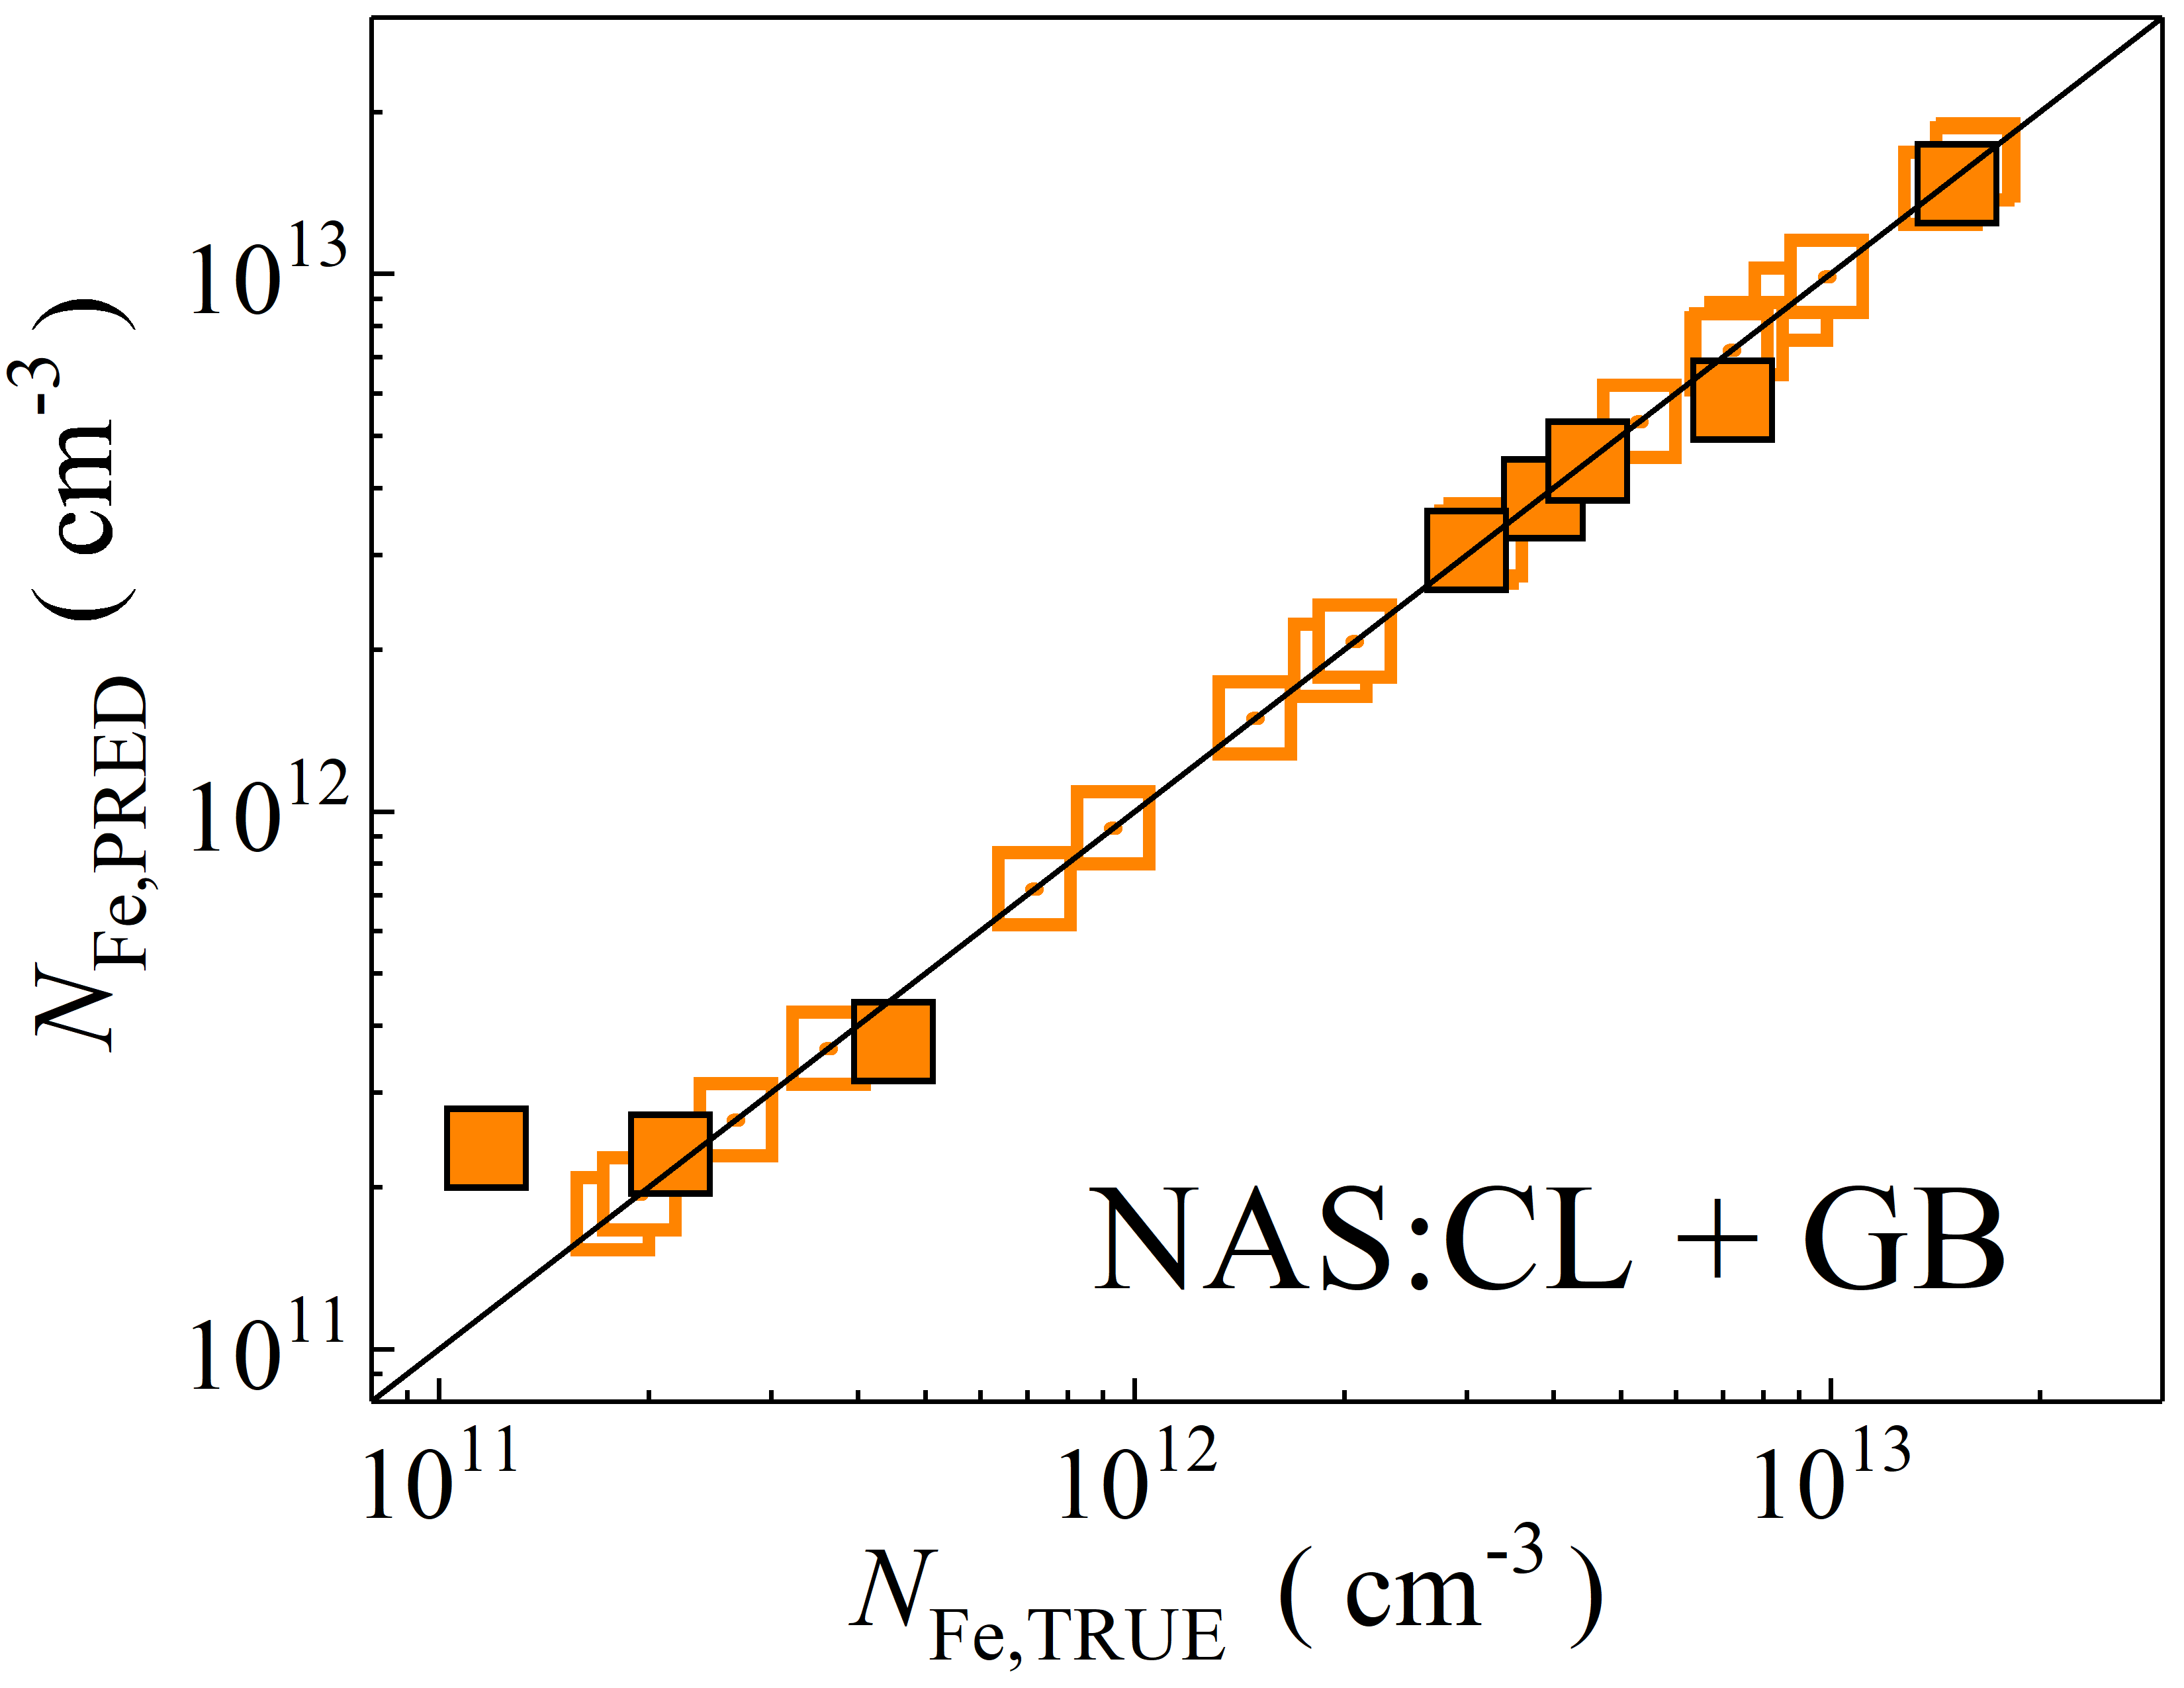 N_Fe,PRED ( cm^-3 )
10^13
10^12
10^11
NAS:CL + GB
10^11 10^12 10^13
N_Fe,TRUE ( cm^-3 )